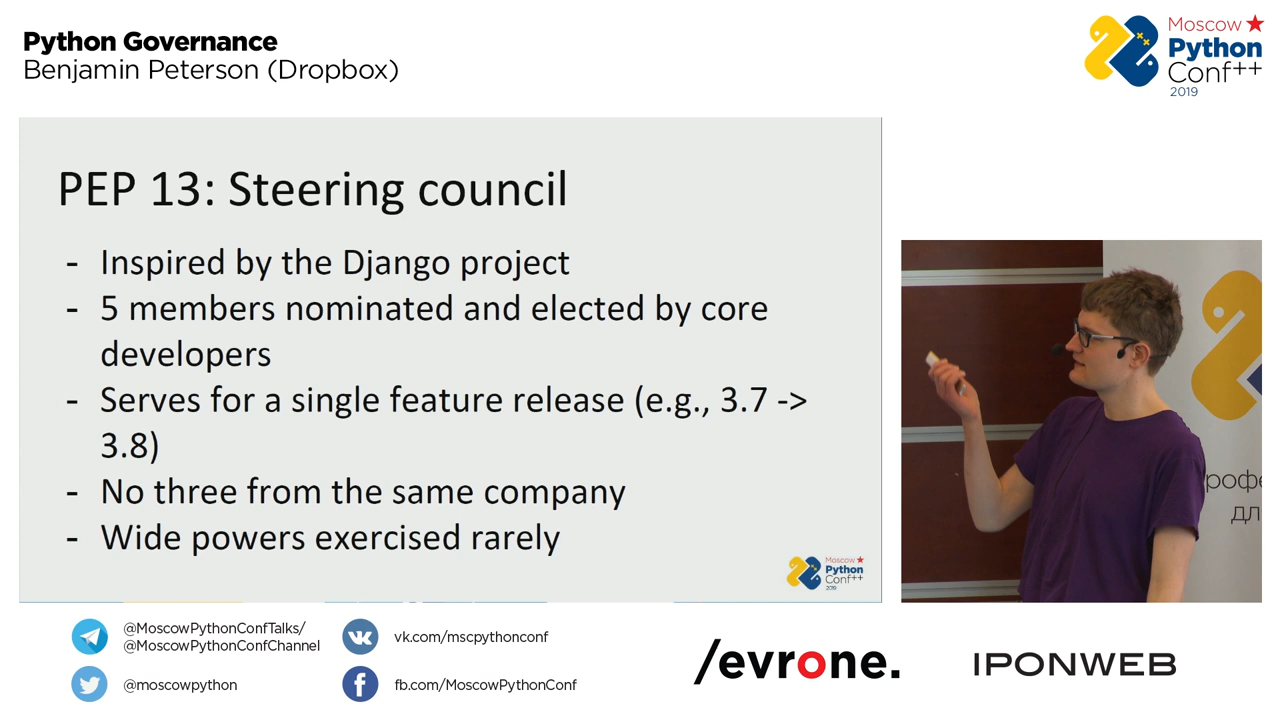 Python Governance
Benjamin Peterson (Dropbox)
Moscow
Python
Conf++
2019
PEP 13: Steering council
- Inspired by the Django project
- 5 members nominated and elected by core
developers
- Serves for a single feature release (e.g., 3.7 ->
3.8)
- No three from the same company
- Wide powers exercised rarely
Moscow
Python
Conf++
2019
рофе
дл
@MoscowPythonConfTalks/
@MoscowPythonConfChannel
vk.com/mscpythonconf
@moscowpython
fb.com/MoscowPythonConf
/evrone.
IPONWEB